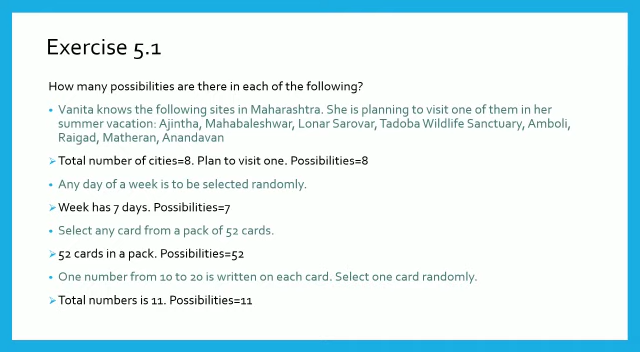 Exercise 5.1
How many possibilities are there in each of the following?
• Vanita knows the following sites in Maharashtra. She is planning to visit one of them in her
summer vacation: Ajintha, Mahabaleshwar, Lonar Sarovar, Tadoba Wildlife Sanctuary, Amboli,
Raigad, Matheran, Anandavan
➢ Total number of cities=8. Plan to visit one. Possibilities=8
• Any day of a week is to be selected randomly.
➢ Week has 7 days. Possibilities=7
• Select any card from a pack of 52 cards.
➢ 52 cards in a pack. Possibilities=52
• One number from 10 to 20 is written on each card. Select one card randomly.
➢ Total numbers is 11. Possibilities=11